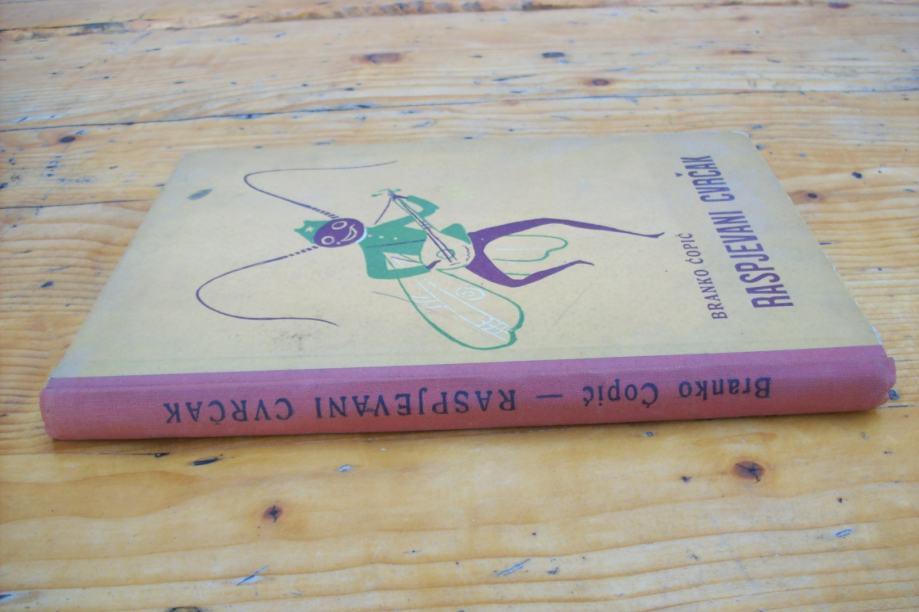 BRANKO ĆOPIĆ
RASPJEVANI CVRČAK
Branko Ćopić — RASPJEVANI CVRČAK